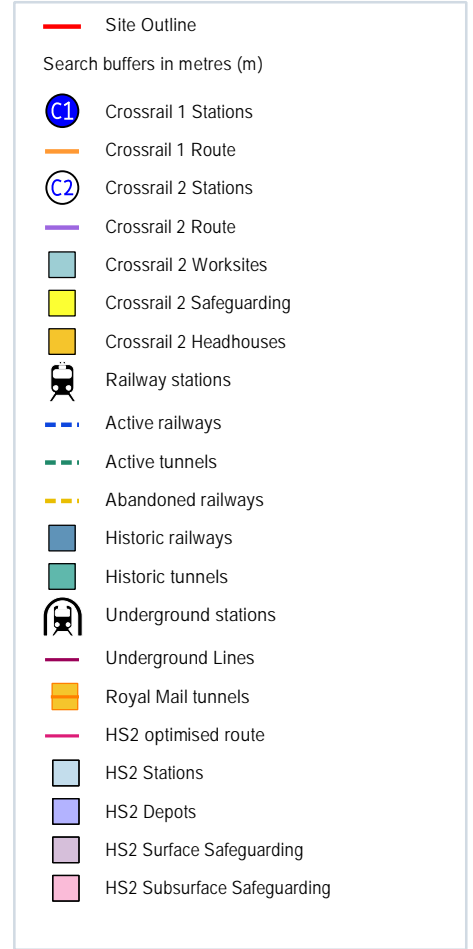 Site Outline
Search buffers in metres (m)
C1 Crossrail 1 Stations
Crossrail 1 Route
C2 Crossrail 2 Stations
Crossrail 2 Route
Crossrail 2 Worksites
Crossrail 2 Safeguarding
Crossrail 2 Headhouses
Railway stations
Active railways
Active tunnels
Abandoned railways
Historic railways
Historic tunnels
Underground stations
Underground Lines
Royal Mail tunnels
HS2 optimised route
HS2 Stations
HS2 Depots
HS2 Surface Safeguarding
HS2 Subsurface Safeguarding